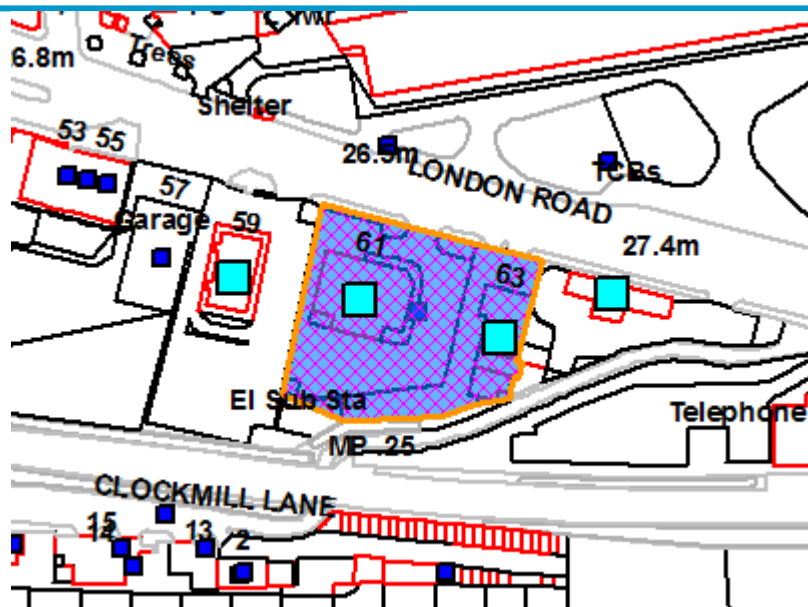 6.8m
Trees
Shelter
26.5m
TCBs
LONDON ROAD
53 55
57
Garage
59
61
63
27.4m
El Sub Sta
MP .25
Telephone
CLOCKMILL LANE
15
14
13
2